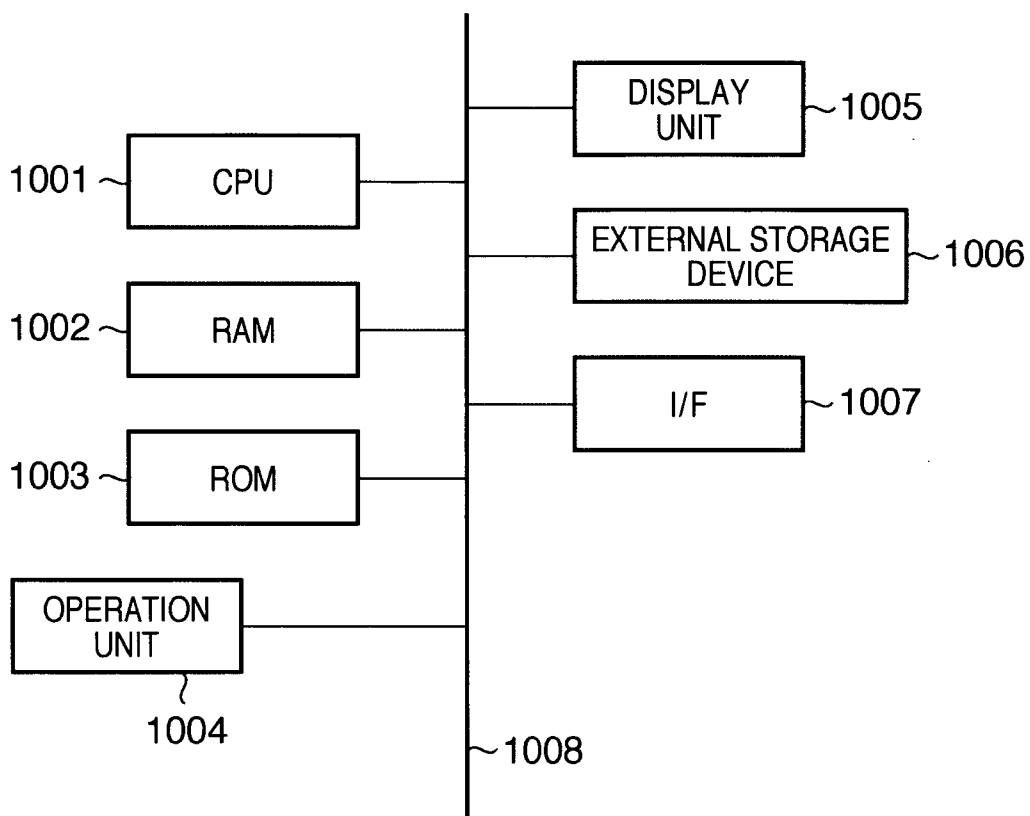 1001
CPU
1002
RAM
1003
ROM
OPERATION
UNIT
1004
DISPLAY
UNIT
1005
EXTERNAL STORAGE
DEVICE
1006
I/F
1007
1008